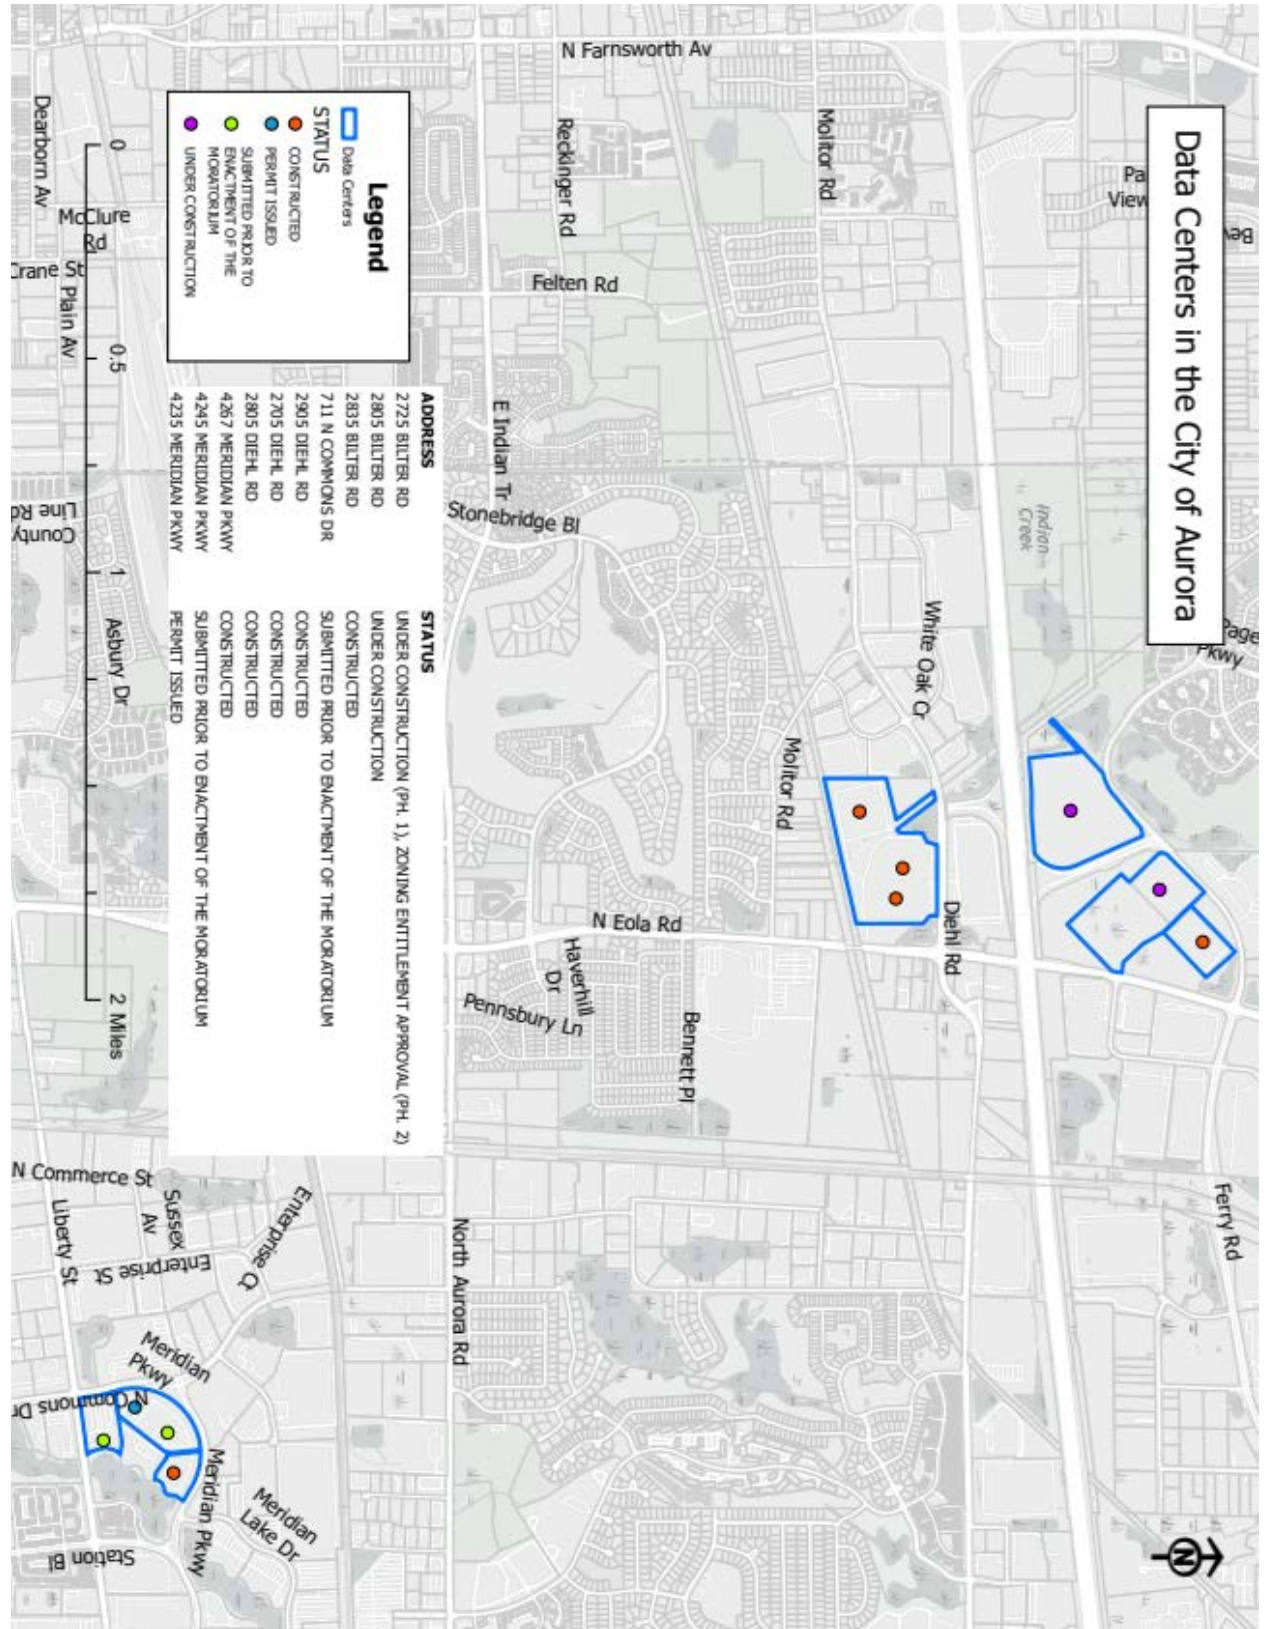 Data Centers in the City of Aurora
Legend
Data Centers
STATUS
CONSTRUCTED
PERMIT ISSUED
SUBMITTED PRIOR TO
ENACTMENT OF THE
MORATORIUM
UNDER CONSTRUCTION
ADDRESS STATUS
2725 BILTER RD UNDER CONSTRUCTION (PH. 1), ZONING ENTITLEMENT APPROVAL (PH. 2)
2805 BILTER RD UNDER CONSTRUCTION
2835 BILTER RD CONSTRUCTED
711 N COMMONS DR SUBMITTED PRIOR TO ENACTMENT OF THE MORATORIUM
2905 DIEHL RD CONSTRUCTED
2705 DIEHL RD CONSTRUCTED
2805 DIEHL RD CONSTRUCTED
4267 MERIDIAN PKWY CONSTRUCTED
4245 MERIDIAN PKWY SUBMITTED PRIOR TO ENACTMENT OF THE MORATORIUM
4235 MERIDIAN PKWY PERMIT ISSUED
0 0.5 1 2 Miles
N
N Farnsworth Av
Molitor Rd
Reckinger Rd
Felten Rd
Dearborn Av
McClure
Rd
Crane St
Plain Av
Pa
View
Bev
Page
Pkwy
Indian
Creek
E Indian Tr
Stonebridge Bl
County
Line Rd
Asbury Dr
White Oak Cr
Molitor Rd
Diehl Rd
N Eola Rd
Haverhill
Dr
Pennsbury Ln
Bennett Pl
Ferry Rd
N Commerce St
Sussex
Av
Enterprise St
Enterprise Ct
Liberty St
North Aurora Rd
Meridian
Pkwy
N Commons Dr
Meridian Pkwy
Meridian
Lake Dr
Station Bl